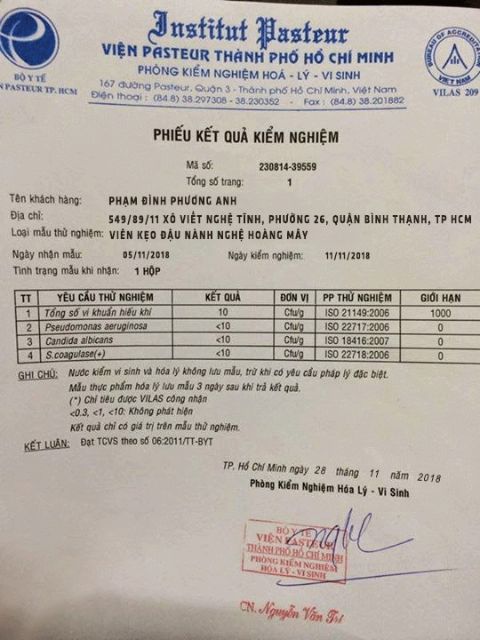 Institut Pasteur
VIỆN PASTEUR THÀNH PHỐ HỒ CHÍ MINH
PHÒNG KIỂM NGHIỆM HOÁ - LÝ - VI SINH
167 đường Pasteur, Quận 3 - Thành phố Hồ Chí Minh, Việt Nam
Điện thoại : (84.8) 38.297308 - 38.230352 - Fax : (84.8) 38.201882
BỘ Y TẾ
VIỆN PASTEUR TP.HCM
BUREAU OF ACCREDITATION
VIET NAM
VILAS 209
PHIẾU KẾT QUẢ KIỂM NGHIỆM
Mã số: 230814-39559
Tổng số trang: 1
Tên khách hàng: PHẠM ĐÌNH PHƯƠNG ANH
Địa chỉ: 549/89/11 XÔ VIẾT NGHỆ TĨNH, PHƯỜNG 26, QUẬN BÌNH THẠNH, TP HCM
Loại mẫu thử nghiệm: VIÊN KẸO ĐẬU NÀNH NGHỆ HOÀNG MÂY
Ngày nhận mẫu: 05/11/2018 Ngày kiểm nghiệm: 11/11/2018
Tình trạng mẫu khi nhận: 1 HỘP
TT YÊU CẦU THỬ NGHIỆM KẾT QUẢ ĐƠN VỊ PP THỬ NGHIỆM GIỚI HẠN
1 Tổng số vi khuẩn hiếu khí 10 Cfu/g ISO 21149:2006 1000
2 Pseudomonas aeruginosa <10 Cfu/g ISO 22717:2006 0
3 Candida albicans <10 Cfu/g ISO 18416:2007 0
4 S.coagulase(+) <10 Cfu/g ISO 22718:2006 0
GHI CHÚ: Nước kiểm vi sinh và hóa lý không lưu mẫu, trừ khi có yêu cầu pháp lý đặc biệt.
Mẫu thực phẩm hóa lý lưu mẫu 3 ngày sau khi trả kết quả.
(*) Chỉ tiêu được VILAS công nhận
<0.3, <1, <10: Không phát hiện
Kết quả chỉ có giá trị trên mẫu thử nghiệm.
KẾT LUẬN: Đạt TCVS theo số 06:2011/TT-BYT
TP. Hồ Chí Minh ngày 28 tháng 11 năm 2018
Phòng Kiểm Nghiệm Hóa Lý - Vi Sinh
BỘ Y TẾ
VIỆN PASTEUR
THÀNH PHỐ HỒ CHÍ MINH
PHÒNG KIỂM NGHIỆM
HÓA LÝ - VI SINH
CN. Nguyễn Văn Trí